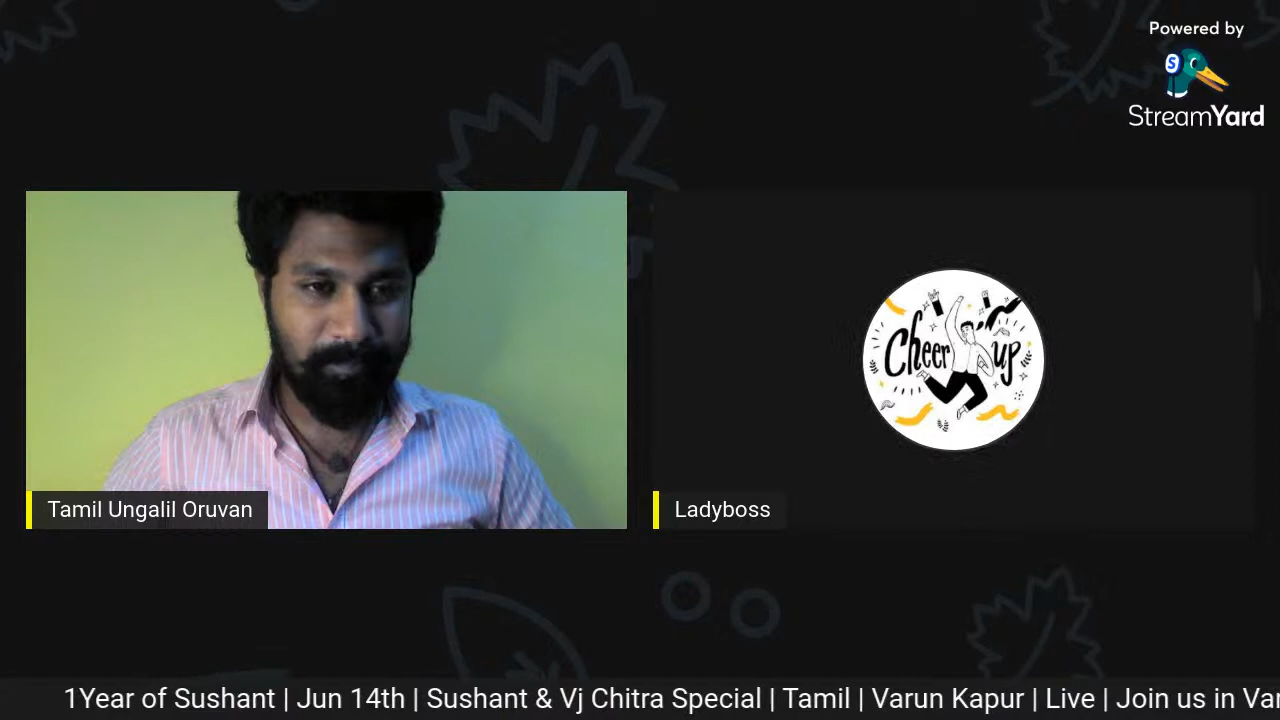 Powered by
S
StreamYard
Cheer up
Tamil Ungalil Oruvan
Ladyboss
1Year of Sushant | Jun 14th | Sushant & Vj Chitra Special | Tamil | Varun Kapur | Live | Join us in Var